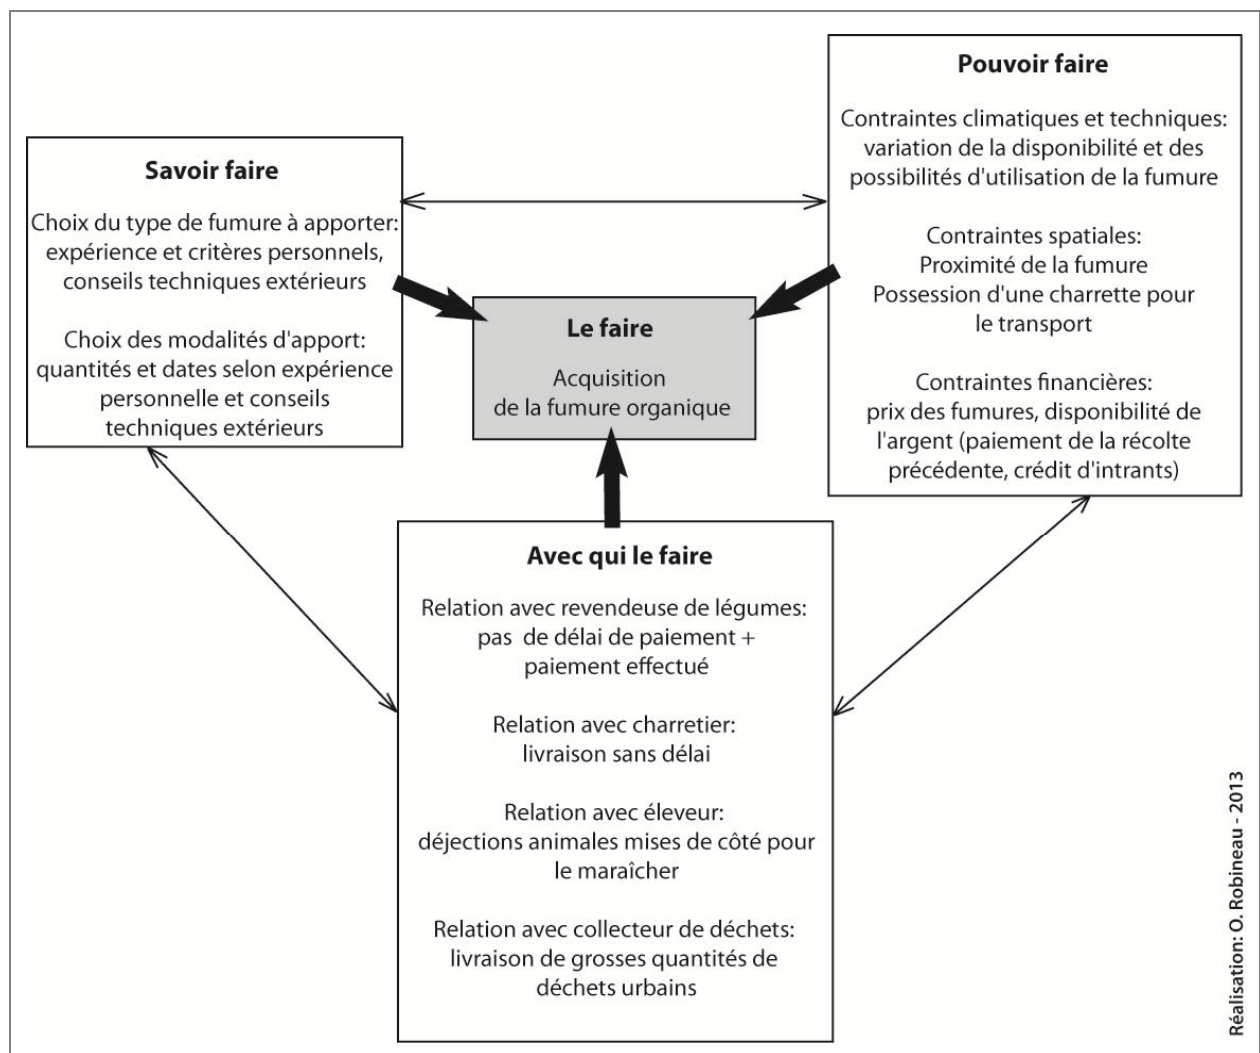 Savoir faire
Choix du type de fumure à apporter:
expérience et critères personnels,
conseils techniques extérieurs
Choix des modalités d'apport:
quantités et dates selon expérience
personnelle et conseils
techniques extérieurs
Pouvoir faire
Contraintes climatiques et techniques:
variation de la disponibilité et des
possibilités d'utilisation de la fumure
Contraintes spatiales:
Proximité de la fumure
Possession d'une charrette pour
le transport
Contraintes financières:
prix des fumures, disponibilité de
l'argent (paiement de la récolte
précédente, crédit d'intrants)
Le faire
Acquisition
de la fumure organique
Avec qui le faire
Relation avec revendeuse de légumes:
pas de délai de paiement +
paiement effectué
Relation avec charretier:
livraison sans délai
Relation avec éleveur:
déjections animales mises de côté pour
le maraîcher
Relation avec collecteur de déchets:
livraison de grosses quantités de
déchets urbains
Réalisation: O. Robineau - 2013